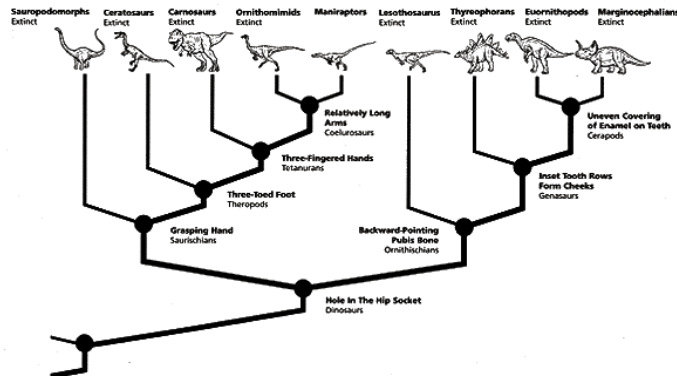 Sauropodomorphs
Extinct
Ceratosaurs
Extinct
Carnosaurs
Extinct
Ornithomimids
Extinct
Maniraptors
Lesothosaurus
Extinct
Thyreophorans
Extinct
Euornithopods
Extinct
Marginocephalians
Extinct
Relatively Long
Arms
Coelurosaurs
Uneven Covering
of Enamel on Teeth
Cerapods
Three-Fingered Hands
Tetanurans
Inset Tooth Rows
Form Cheeks
Genasaurs
Three-Toed Foot
Theropods
Grasping Hand
Saurischians
Backward-Pointing
Pubis Bone
Ornithischians
Hole In The Hip Socket
Dinosaurs